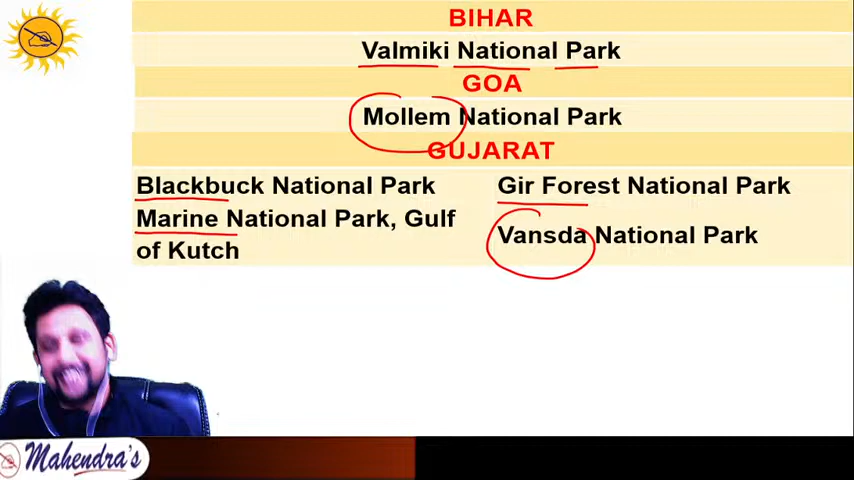 BIHAR
Valmiki National Park
GOA
Mollem National Park
GUJARAT
Blackbuck National Park
Gir Forest National Park
Marine National Park, Gulf
of Kutch
Vansda National Park
Mahendra's